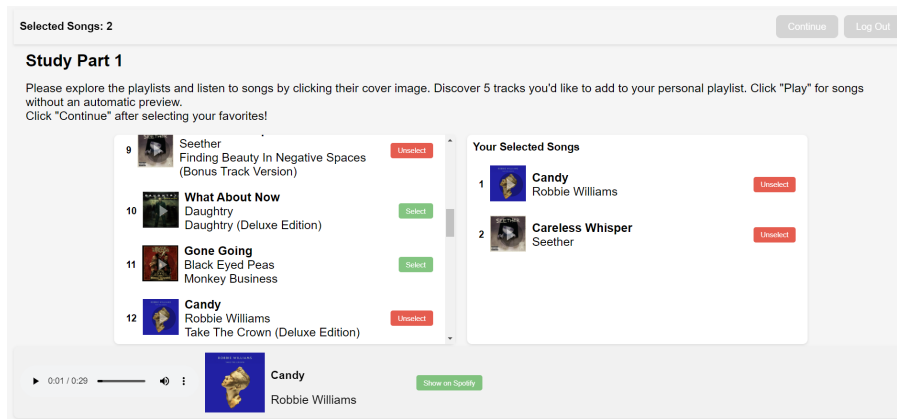 Selected Songs: 2
Continue
Log Out
Study Part 1
Please explore the playlists and listen to songs by clicking their cover image. Discover 5 tracks you'd like to add to your personal playlist. Click "Play" for songs
without an automatic preview.
Click "Continue" after selecting your favorites!
9
Seether
Finding Beauty In Negative Spaces
(Bonus Track Version)
Unselect
10
What About Now
Daughtry
Daughtry (Deluxe Edition)
Select
11
Gone Going
Black Eyed Peas
Monkey Business
Select
12
Candy
Robbie Williams
Take The Crown (Deluxe Edition)
Unselect
Your Selected Songs
1
Candy
Robbie Williams
Unselect
2
SEETHER
Careless Whisper
Seether
Unselect
0:01 / 0:29
ROBBIE WILLIAMS
Candy
Robbie Williams
Show on Spotify